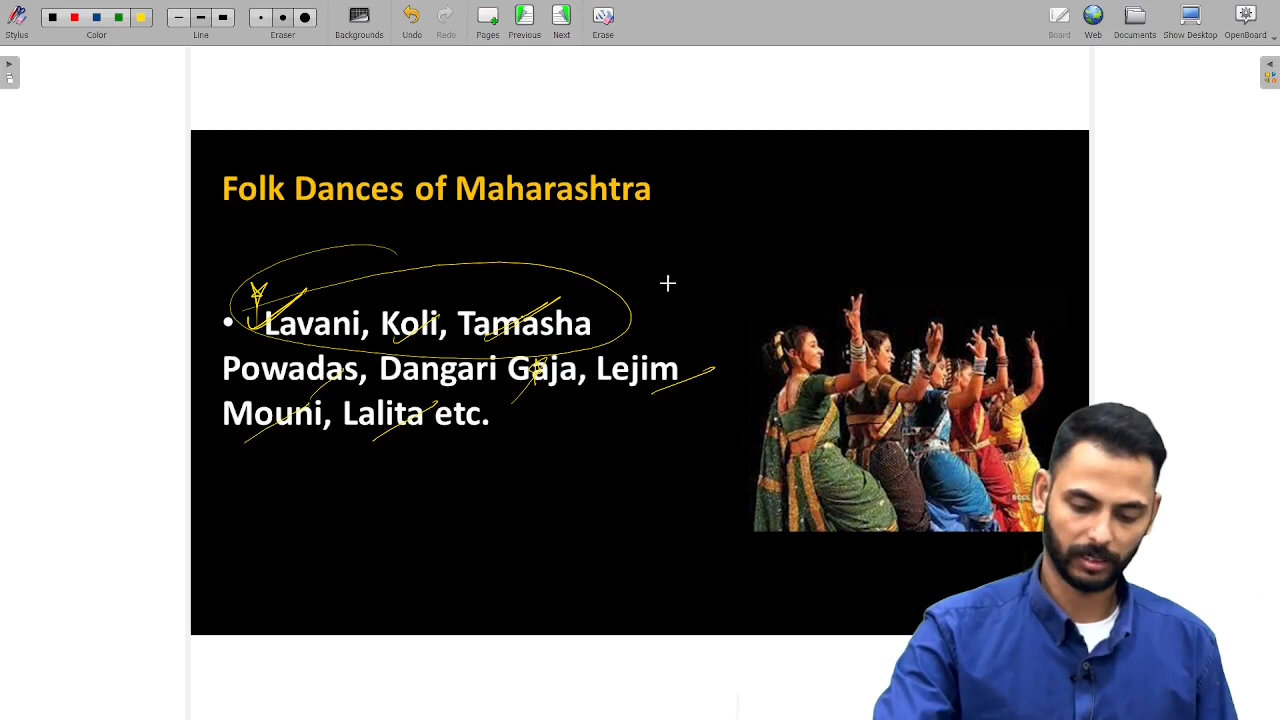 Stylus
Color
Line
Eraser
Backgrounds
Undo
Redo
Pages
Previous
Next
Erase
Board
Web
Documents
Show Desktop
OpenBoard
Folk Dances of Maharashtra
• Lavani, Koli, Tamasha
Powadas, Dangari Gaja, Lejim
Mouni, Lalita etc.
BCCL